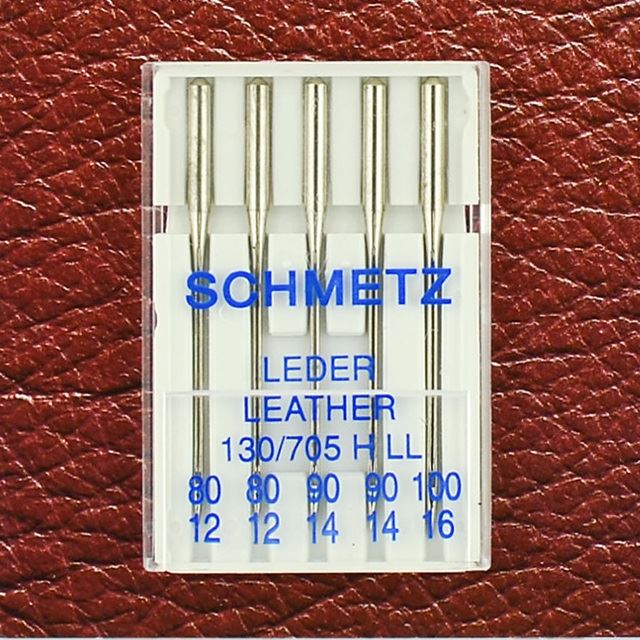 SCHMETZ
LEDER
LEATHER
130/705 H LL
80 80 90 90 100
12 12 14 14 16